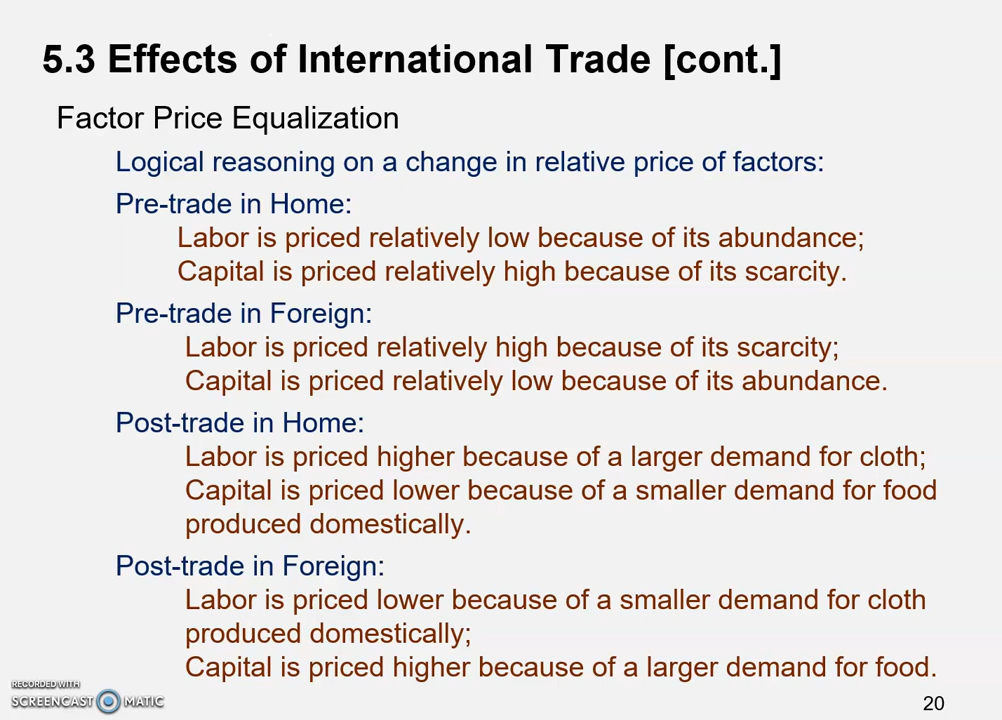 5.3 Effects of International Trade [cont.]
Factor Price Equalization
Logical reasoning on a change in relative price of factors:
Pre-trade in Home:
Labor is priced relatively low because of its abundance;
Capital is priced relatively high because of its scarcity.
Pre-trade in Foreign:
Labor is priced relatively high because of its scarcity;
Capital is priced relatively low because of its abundance.
Post-trade in Home:
Labor is priced higher because of a larger demand for cloth;
Capital is priced lower because of a smaller demand for food
produced domestically.
Post-trade in Foreign:
Labor is priced lower because of a smaller demand for cloth
produced domestically;
Capital is priced higher because of a larger demand for food.
RECORDED WITH
SCREENCAST MATIC
20